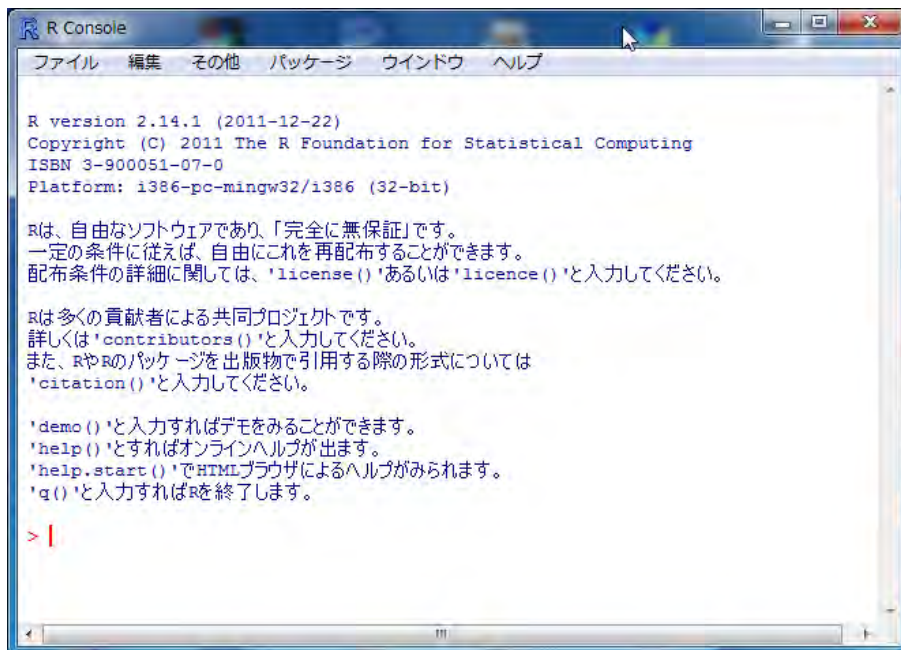 R Console
ファイル 編集 その他 パッケージ ウインドウ ヘルプ
R version 2.14.1 (2011-12-22)
Copyright (C) 2011 The R Foundation for Statistical Computing
ISBN 3-900051-07-0
Platform: i386-pc-mingw32/i386 (32-bit)
Rは、自由なソフトウェアであり、「完全に無保証」です。
一定の条件に従えば、自由にこれを再配布することができます。
配布条件の詳細に関しては、'license()'あるいは'licence()'と入力してください。
Rは多くの貢献者による共同プロジェクトです。
詳しくは'contributors()'と入力してください。
また、RやRのパッケージを出版物で引用する際の形式については
'citation()'と入力してください。
'demo()'と入力すればデモをみることができます。
'help()'とすればオンラインヘルプが出ます。
'help.start()'でHTMLブラウザによるヘルプがみられます。
'q()'と入力すればRを終了します。
>